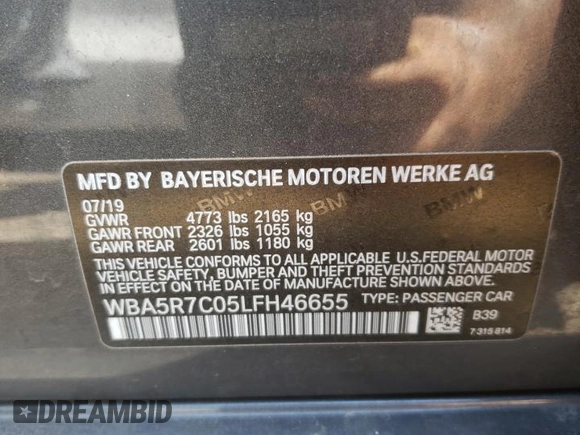 MFD BY BAYERISCHE MOTOREN WERKE AG
07/19
GVWR 4773 lbs 2165 kg
GAWR FRONT 2326 lbs 1055 kg
GAWR REAR 2601 lbs 1180 kg
THIS VEHICLE CONFORMS TO ALL APPLICABLE U.S.FEDERAL MOTOR
VEHICLE SAFETY, BUMPER AND THEFT PREVENTION STANDARDS
IN EFFECT ON THE DATE OF MANUFACTURE SHOWN ABOVE.
WBA5R7C05LFH46655 TYPE: PASSENGER CAR
B39
7 315 814
DREAMBID